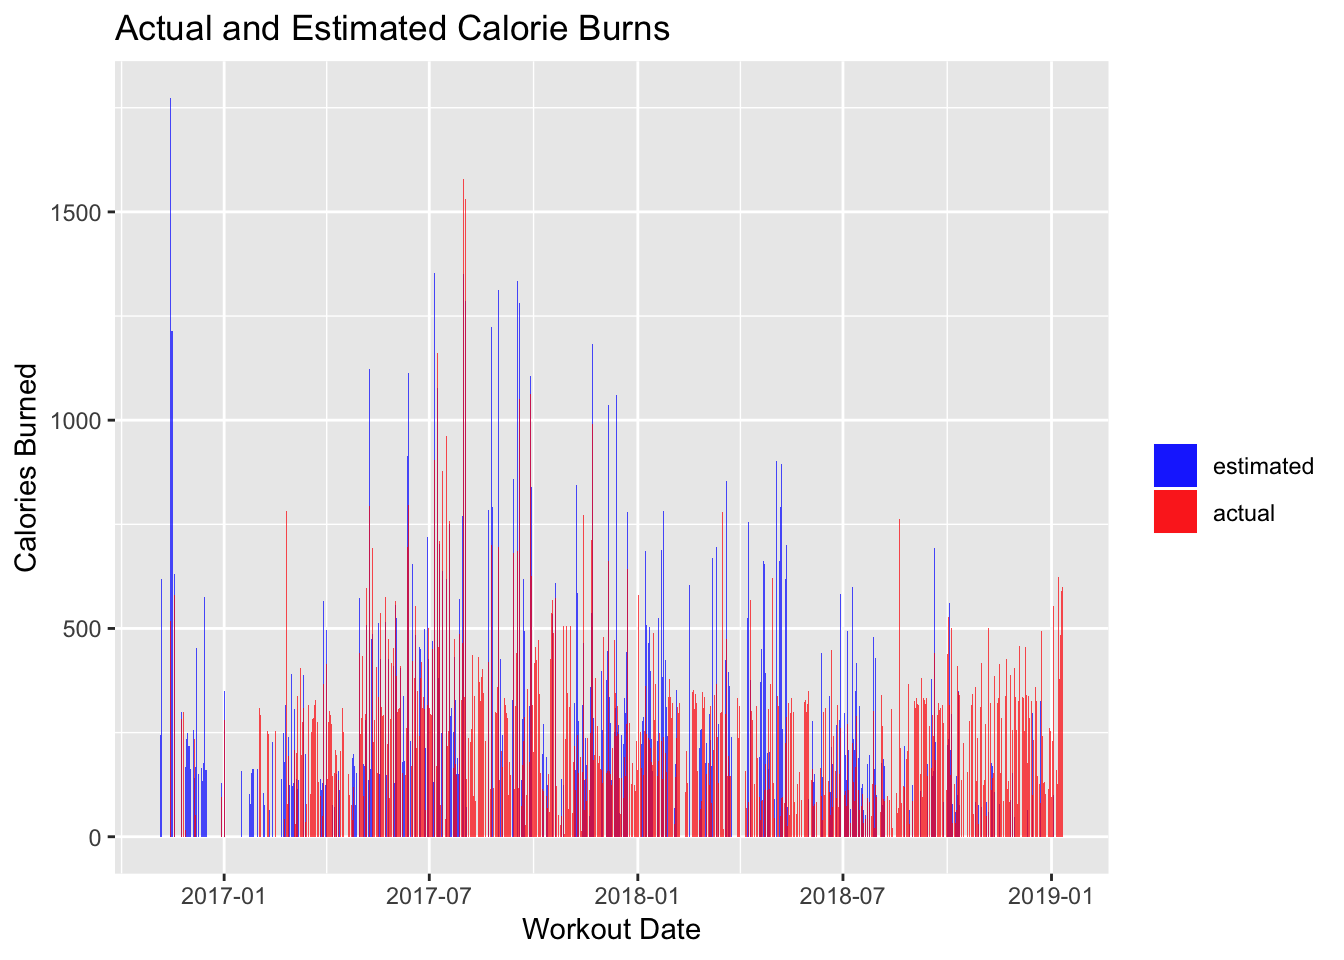 Actual and Estimated Calorie Burns
Calories Burned
1500
1000
500
0
2017-01
2017-07
2018-01
2018-07
2019-01
Workout Date
estimated
actual